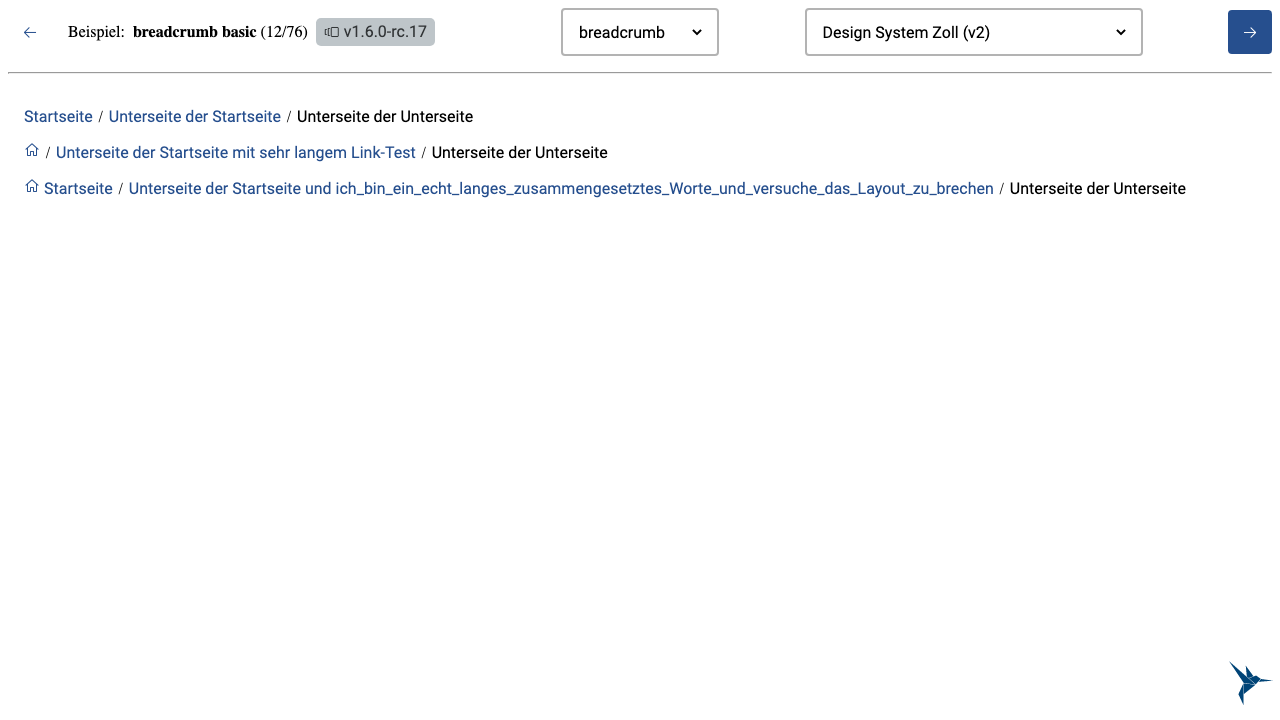 Beispiel: breadcrumb basic (12/76) v1.6.0-rc.17 breadcrumb Design System Zoll (v2)
Startseite / Unterseite der Startseite / Unterseite der Unterseite
/ Unterseite der Startseite mit sehr langem Link-Test / Unterseite der Unterseite
Startseite / Unterseite der Startseite und ich_bin_ein_echt_langes_zusammengesetztes_Worte_und_versuche_das_Layout_zu_brechen / Unterseite der Unterseite